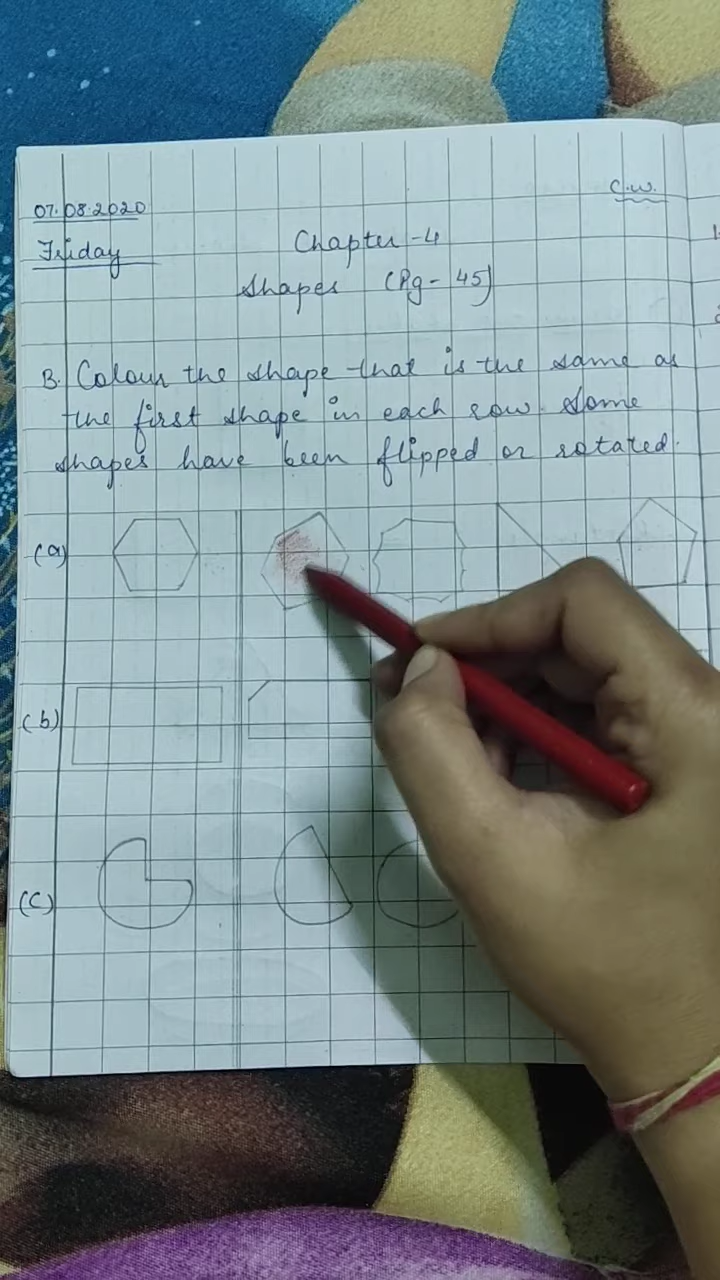 C.W.
07.08.2020
Friday
Chapter-4
Shapes (Pg- 45)
B. Colour the shape that is the same as
the first shape in each row. Some
shapes have been flipped or rotated.
(a)
(b)
(c)